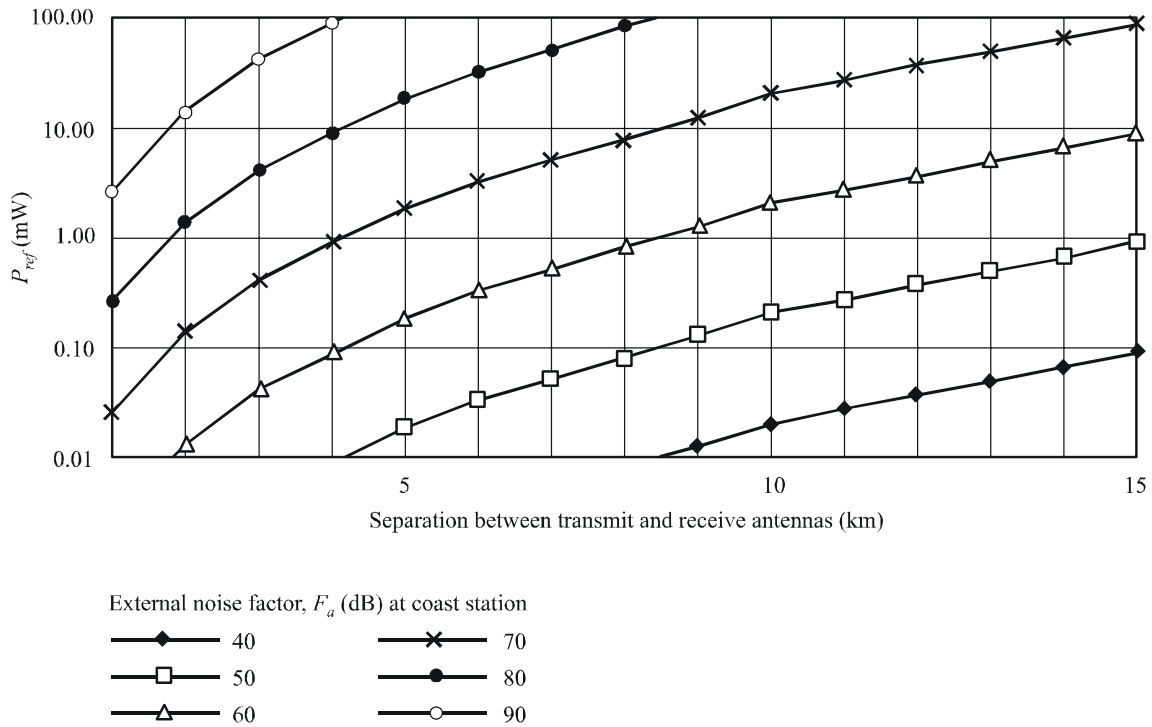 100.00
10.00
1.00
0.10
0.01
P_ref (mW)
5 10 15
Separation between transmit and receive antennas (km)
External noise factor, F_a (dB) at coast station
40 70
50 80
60 90